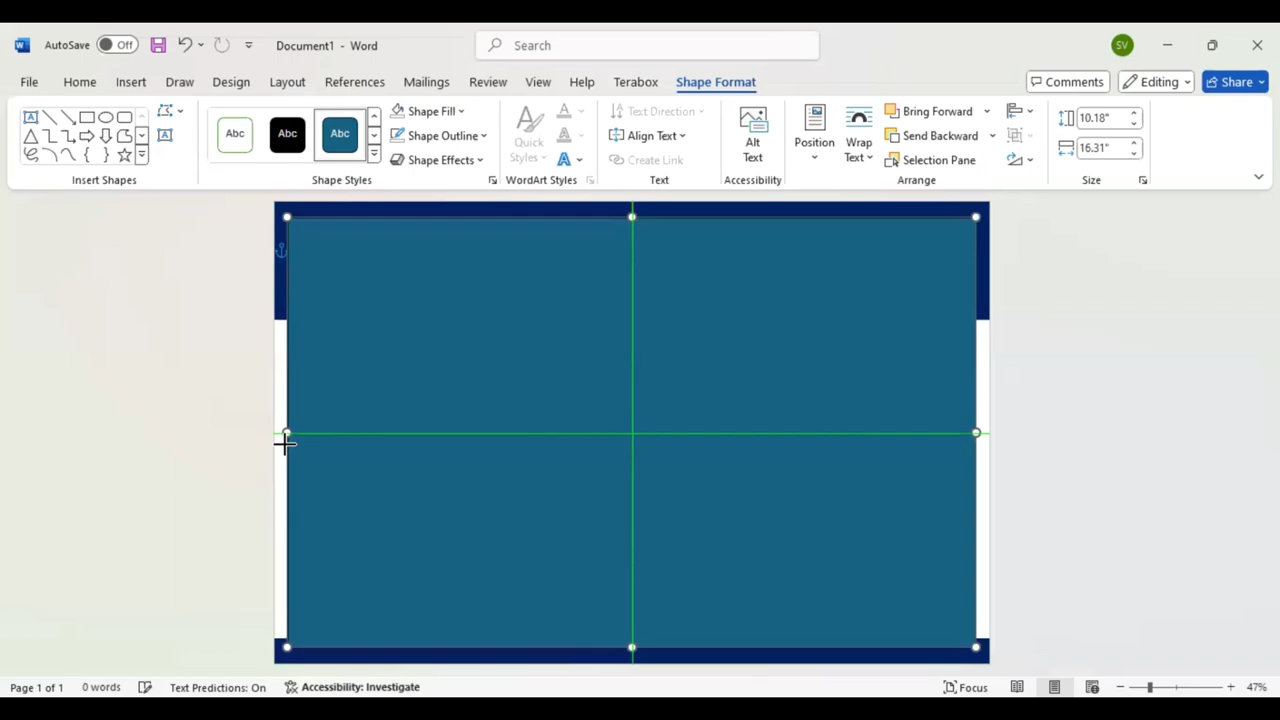 AutoSave Off Document1 - Word Search SV
File Home Insert Draw Design Layout References Mailings Review View Help Terabox Shape Format Comments Editing Share
Abc Abc Abc
Shape Fill
Shape Outline
Shape Effects
Quick
Styles
Text Direction
Align Text
Create Link
Alt
Text
Position
Wrap
Text
Bring Forward
Send Backward
Selection Pane
10.18"
16.31"
Insert Shapes Shape Styles WordArt Styles Text Accessibility Arrange Size
Page 1 of 1 0 words Text Predictions: On Accessibility: Investigate Focus 47%